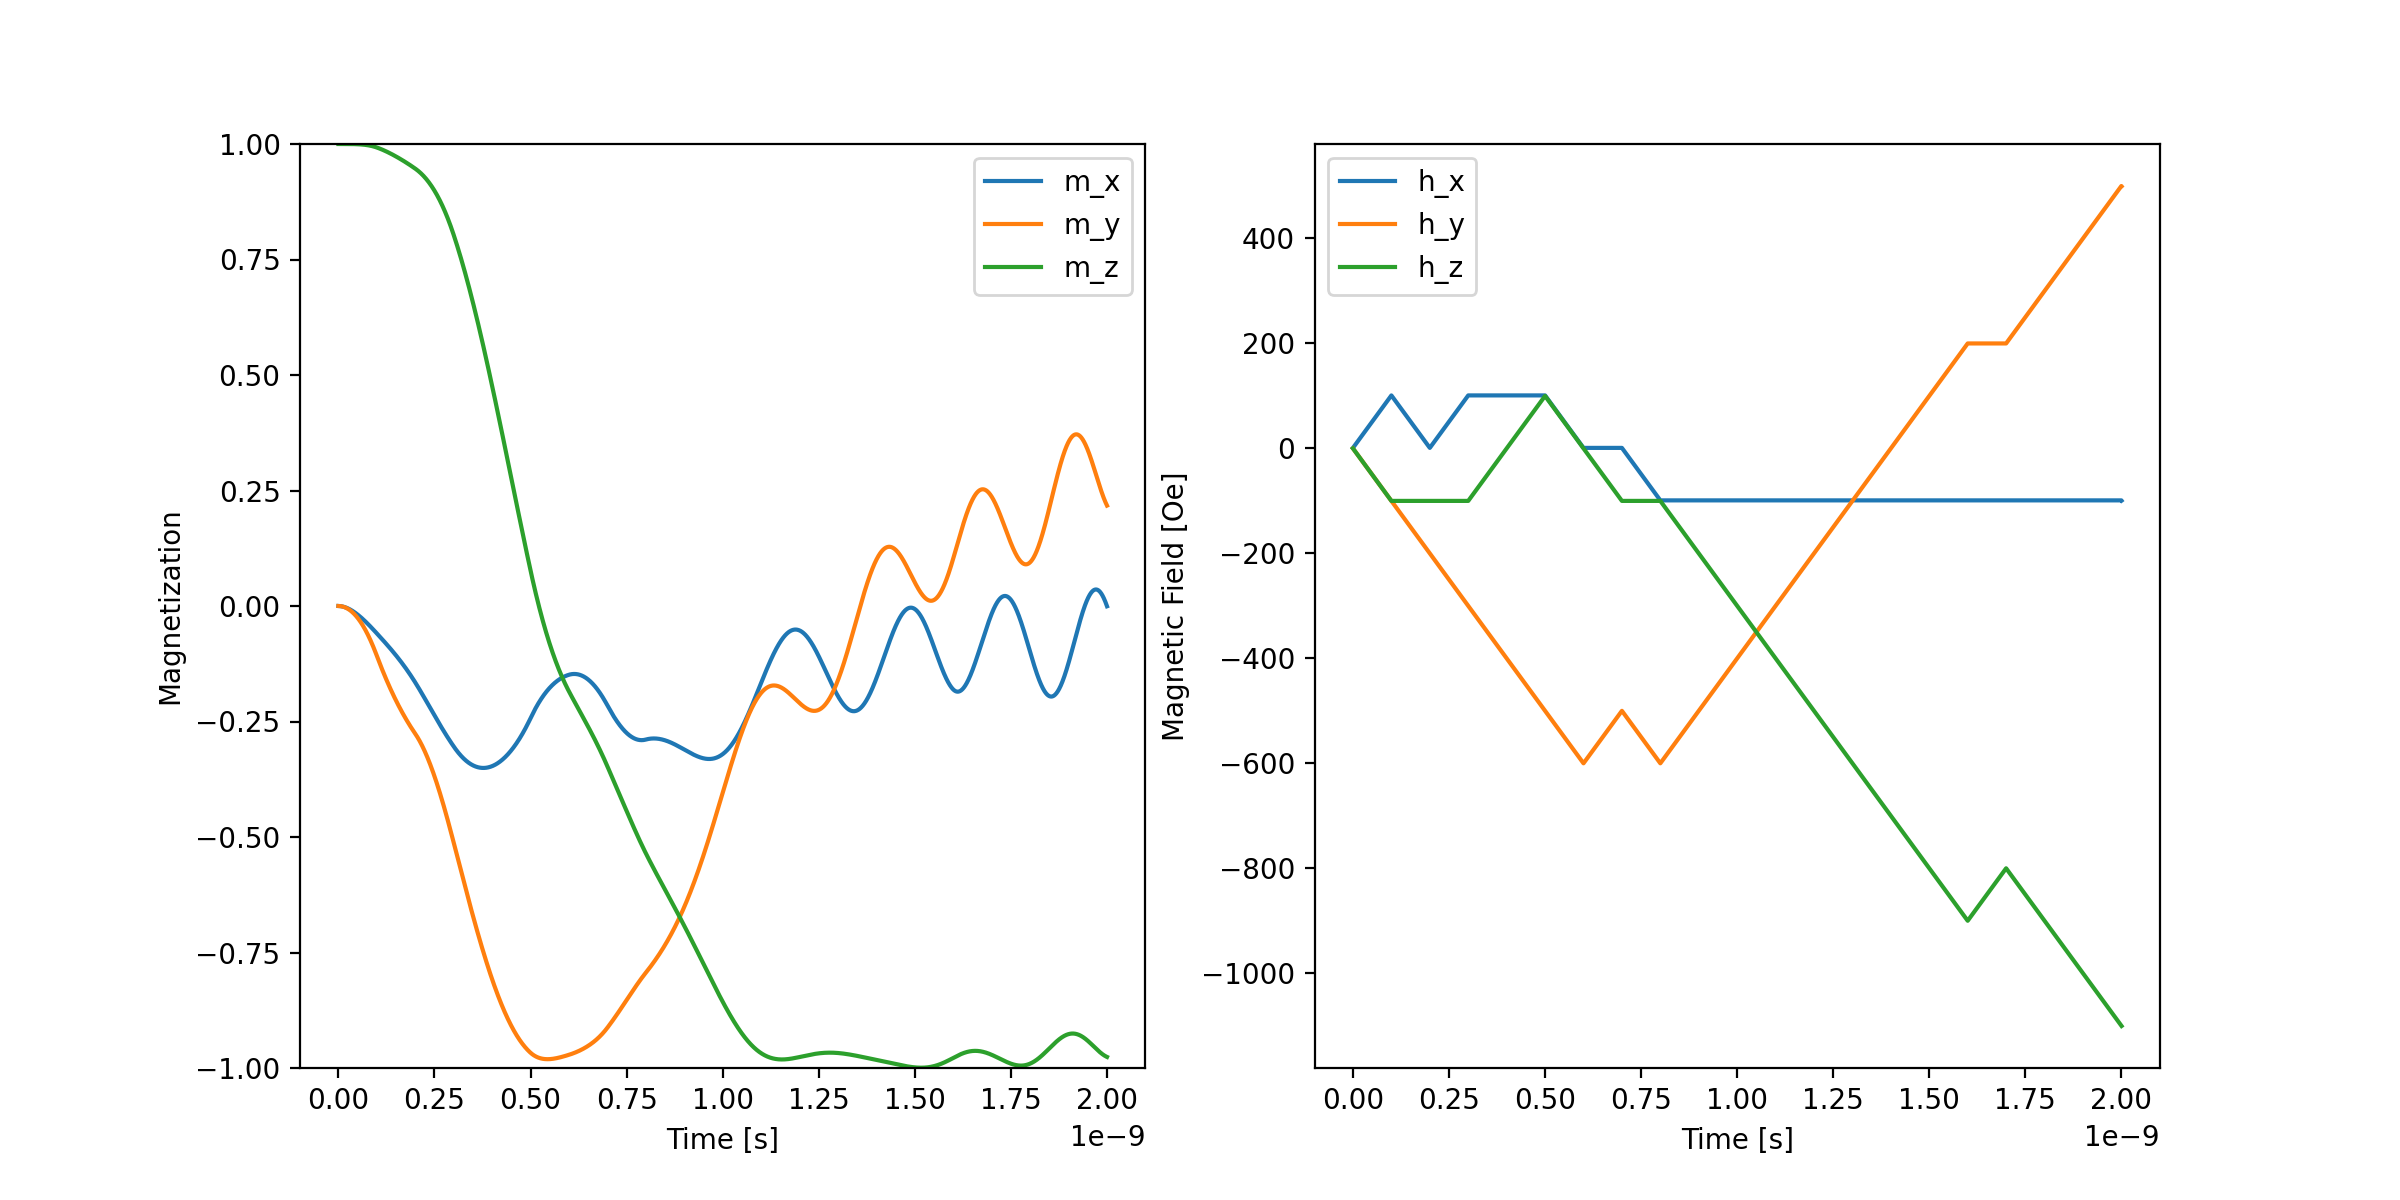 1.00
0.75
0.50
0.25
0.00
−0.25
−0.50
−0.75
−1.00
Magnetization
m_x
m_y
m_z
0.00 0.25 0.50 0.75 1.00 1.25 1.50 1.75 2.00
Time [s]
1e−9
400
200
0
−200
−400
−600
−800
−1000
Magnetic Field [Oe]
h_x
h_y
h_z
0.00 0.25 0.50 0.75 1.00 1.25 1.50 1.75 2.00
Time [s]
1e−9